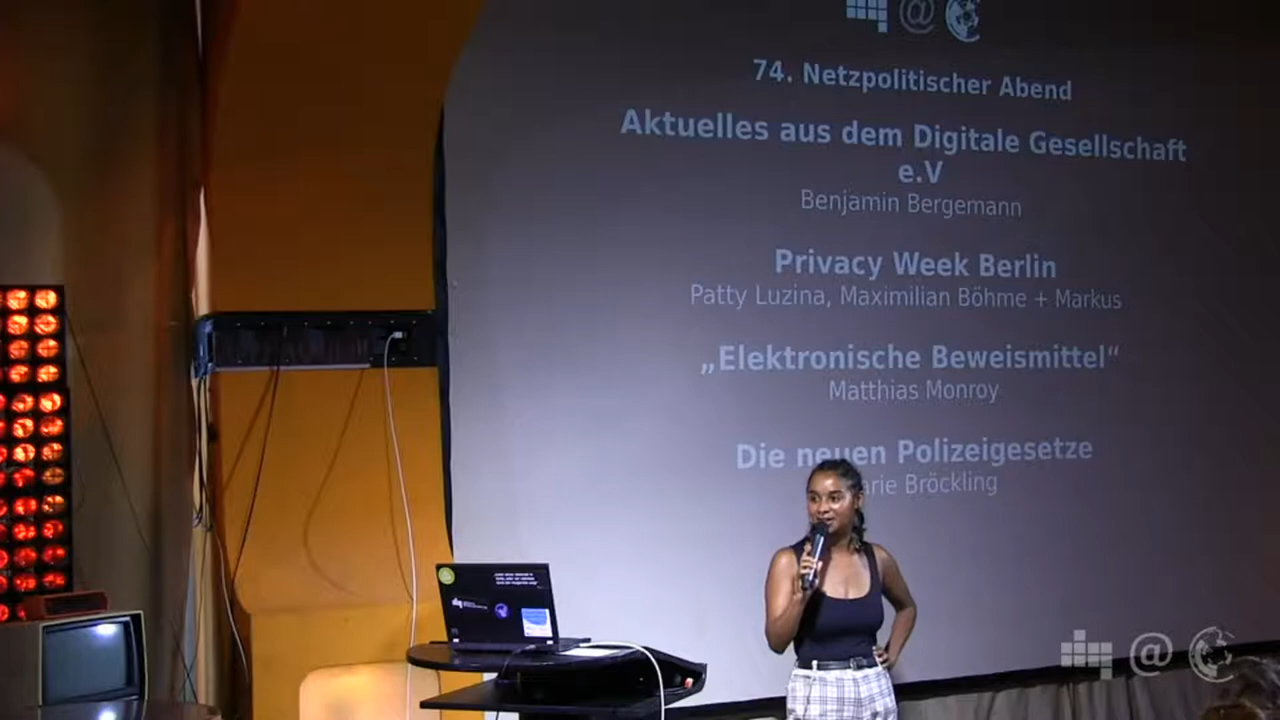 @
74. Netzpolitischer Abend
Aktuelles aus dem Digitale Gesellschaft
e.V
Benjamin Bergemann
Privacy Week Berlin
Patty Luzina, Maximilian Böhme + Markus
„Elektronische Beweismittel“
Matthias Monroy
Die neuen Polizeigesetze
Bröckling
@